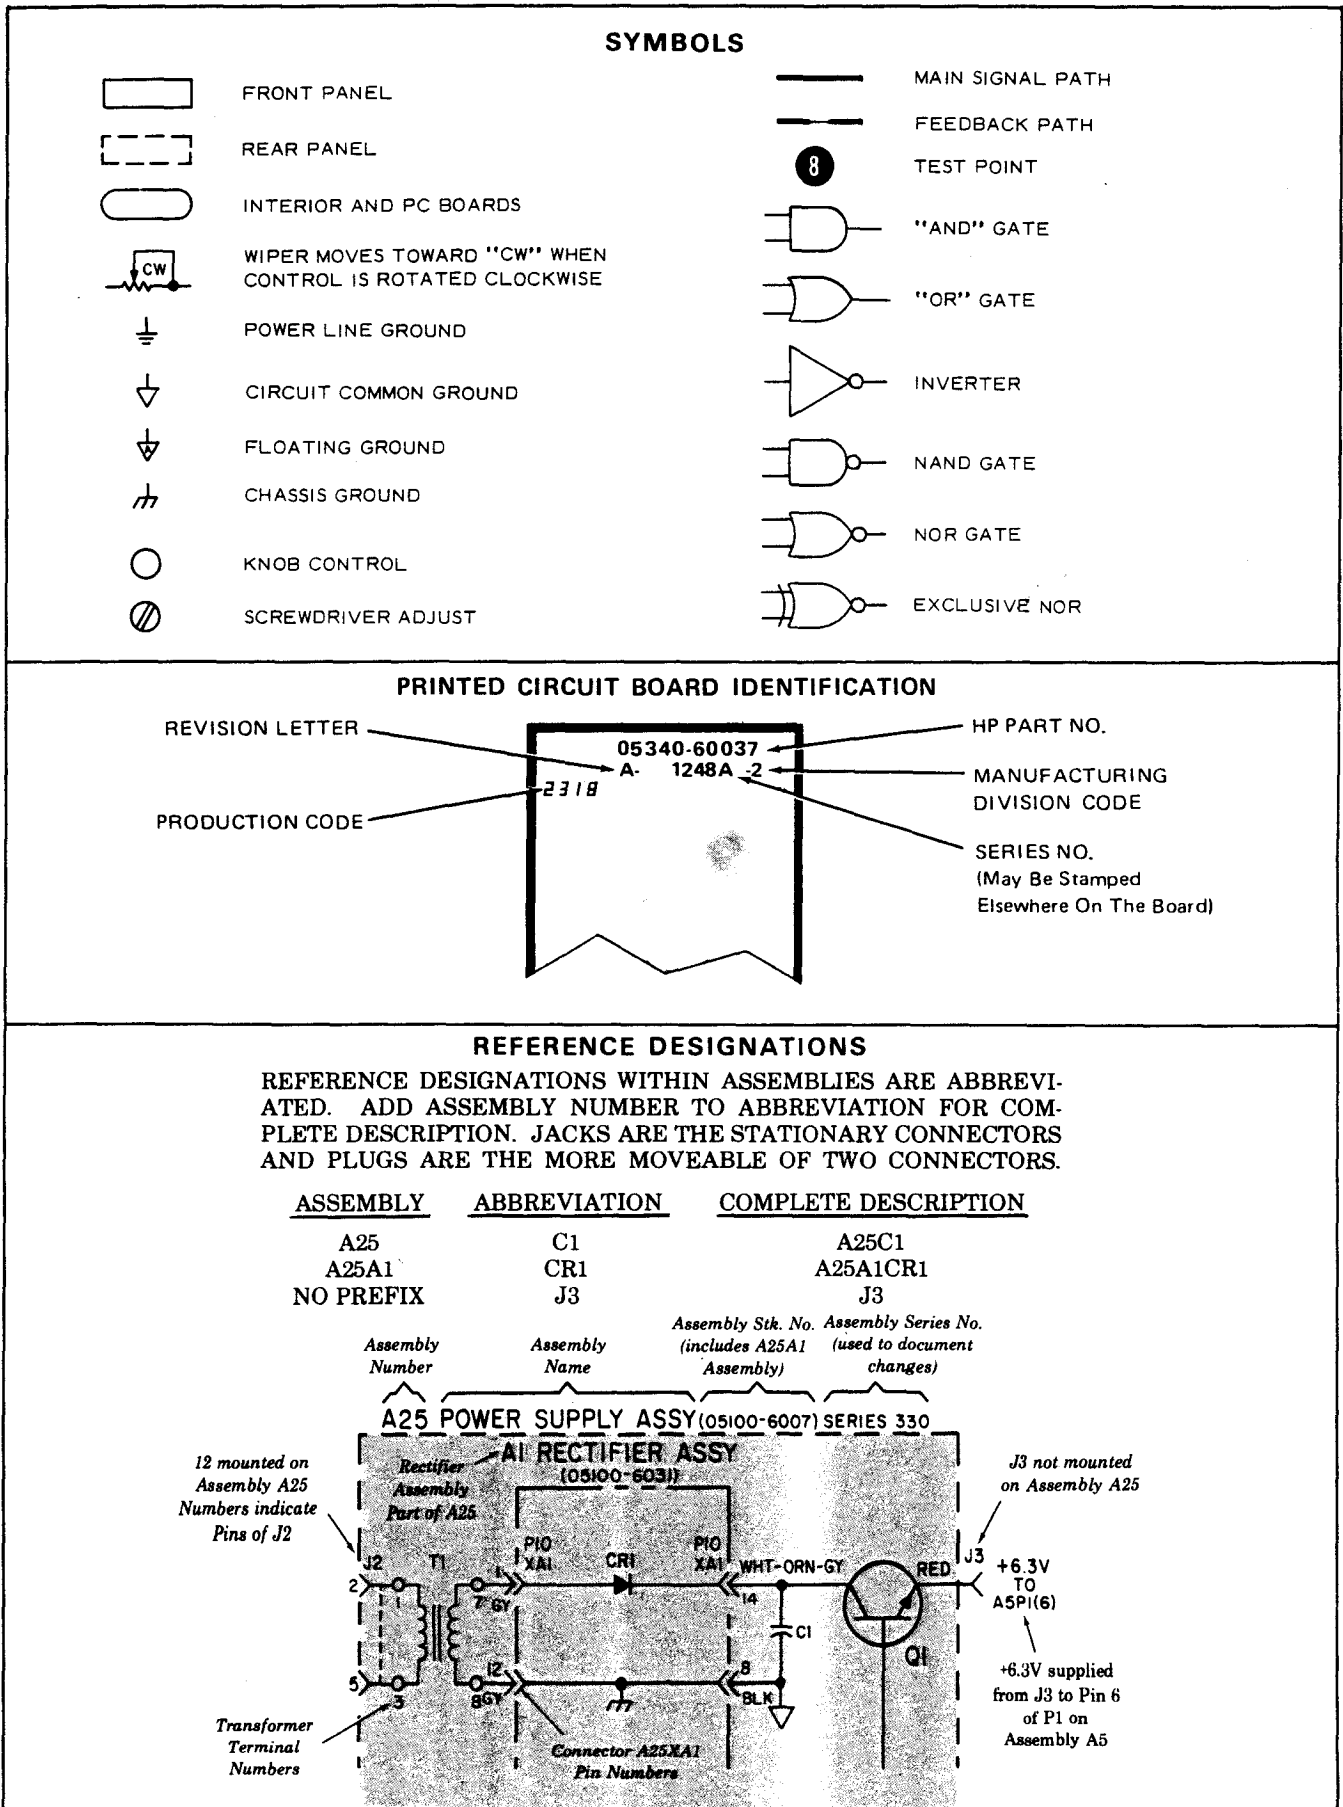 SYMBOLS
FRONT PANEL
REAR PANEL
INTERIOR AND PC BOARDS
CW
WIPER MOVES TOWARD "CW" WHEN
CONTROL IS ROTATED CLOCKWISE
POWER LINE GROUND
CIRCUIT COMMON GROUND
A
FLOATING GROUND
CHASSIS GROUND
KNOB CONTROL
SCREWDRIVER ADJUST
MAIN SIGNAL PATH
FEEDBACK PATH
8
TEST POINT
"AND" GATE
"OR" GATE
INVERTER
NAND GATE
NOR GATE
EXCLUSIVE NOR
PRINTED CIRCUIT BOARD IDENTIFICATION
REVISION LETTER
PRODUCTION CODE
05340-60037
A- 1248A -2
2318
HP PART NO.
MANUFACTURING
DIVISION CODE
SERIES NO.
(May Be Stamped
Elsewhere On The Board)
REFERENCE DESIGNATIONS
REFERENCE DESIGNATIONS WITHIN ASSEMBLIES ARE ABBREVI-
ATED. ADD ASSEMBLY NUMBER TO ABBREVIATION FOR COM-
PLETE DESCRIPTION. JACKS ARE THE STATIONARY CONNECTORS
AND PLUGS ARE THE MORE MOVEABLE OF TWO CONNECTORS.
ASSEMBLY ABBREVIATION COMPLETE DESCRIPTION
A25 C1 A25C1
A25A1 CR1 A25A1CR1
NO PREFIX J3 J3
Assembly
Number
Assembly
Name
Assembly Stk. No.
(includes A25A1
Assembly)
Assembly Series No.
(used to document
changes)
A25 POWER SUPPLY ASSY (05100-6007) SERIES 330
A1 RECTIFIER ASSY
(05100-6031)
Rectifier
Assembly
Part of A25
12 mounted on
Assembly A25
Numbers indicate
Pins of J2
J3 not mounted
on Assembly A25
J2
T1
P10
XA1
CR1
P10
XA1
WHT-ORN-GY
RED
J3
2
1
7
1
GY
14
C1
Q1
5
3
8
12
GY
8
BLK
+6.3V
TO
A5P1(6)
+6.3V supplied
from J3 to Pin 6
of P1 on
Assembly A5
Transformer
Terminal
Numbers
Connector A25XA1
Pin Numbers